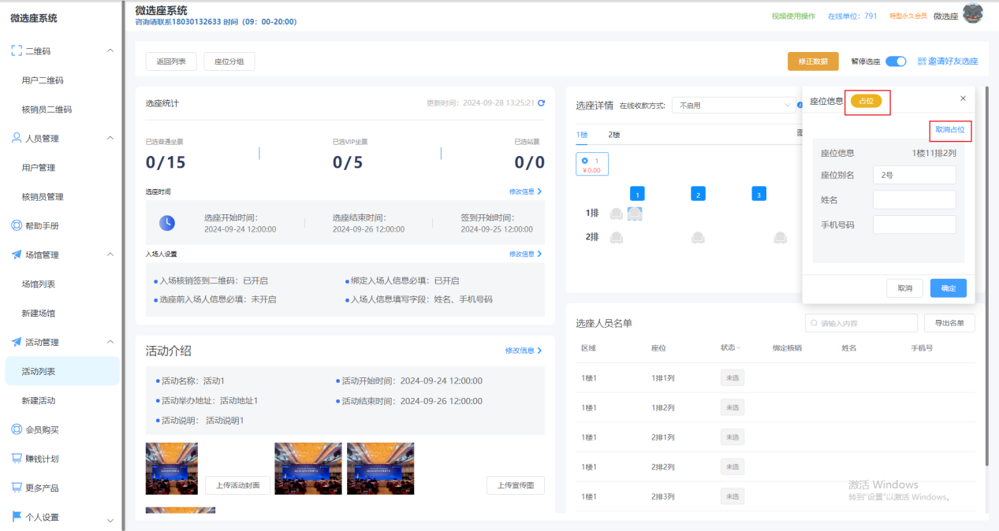 微选座系统
二维码
用户二维码
核销员二维码
人员管理
用户管理
核销员管理
帮助手册
场馆管理
场馆列表
新建场馆
活动管理
活动列表
新建活动
会员购买
赚钱计划
更多产品
个人设置
微选座系统
咨询请联系18030132633 时间（09：00-20:00）
视频使用操作 在线单位：791 特型永久会员 微选座
返回列表 座位分组
修正数据 暂停选座 邀请好友选座
选座统计 更新时间：2024-09-28 13:25:21
已选普通坐票 已选VIP坐票 已选站票
0/15 0/5 0/0
选座时间 修改信息
选座开始时间： 选座结束时间： 签到开始时间：
2024-09-24 12:00:00 2024-09-26 12:00:00 2024-09-25 12:00:00
入场人设置 修改信息
入场核销签到二维码：已开启 绑定入场人信息必填：已开启
选座前入场人信息必填：未开启 入场人信息填写字段：姓名、手机号码
活动介绍 修改信息
活动名称：活动1 活动开始时间：2024-09-24 12:00:00
活动举办地址：活动地址1 活动结束时间：2024-09-26 12:00:00
活动说明： 活动说明1
上传活动封面 上传宣传图
选座详情 在线收款方式: 不启用
1楼 2楼 图
1
¥0.00
1 2 3
1排
2排
座位信息 占位
取消占位
座位信息 1楼11排2列
座位别名 2号
姓名
手机号码
取消 确定
选座人员名单 请输入内容 导出名单
区域 座位 状态 绑定核销 姓名 手机号
1楼1 1排1列 未选
1楼1 1排2列 未选
1楼1 2排1列 未选
1楼1 2排2列 未选
1楼1 2排3列 未选
激活 Windows
转到"设置"以激活 Windows。